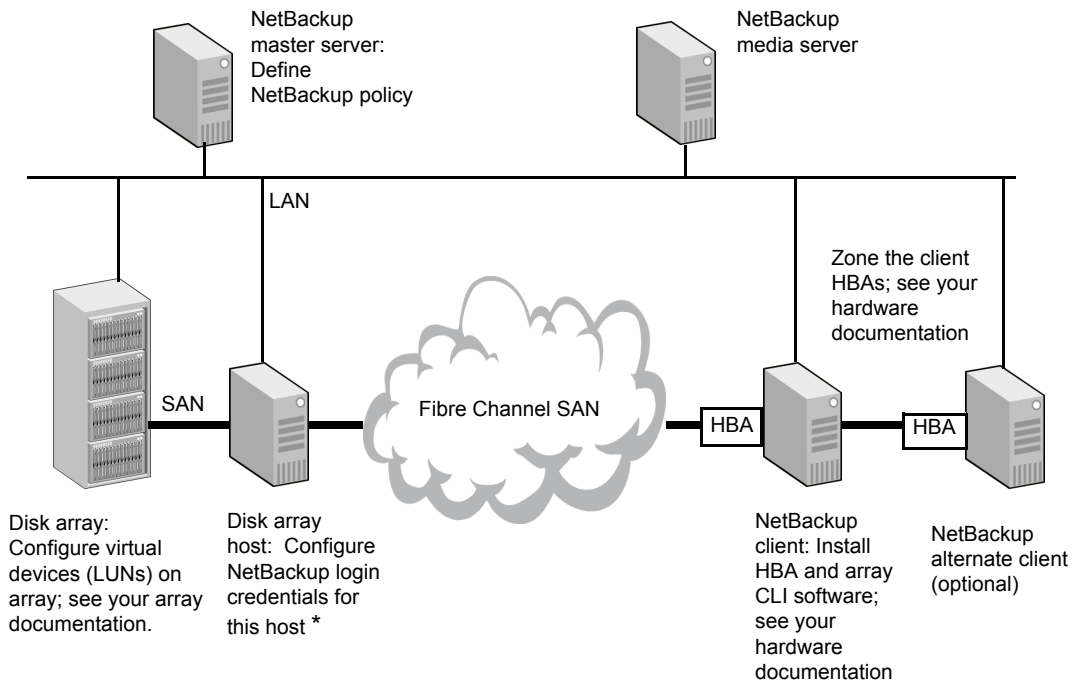 NetBackup
master server:
Define
NetBackup policy
NetBackup
media server
LAN
Zone the client
HBAs; see your
hardware
documentation
SAN
Fibre Channel SAN
HBA
HBA
Disk array:
Configure virtual
devices (LUNs) on
array; see your array
documentation.
Disk array
host:  Configure
NetBackup login
credentials for
this host *
NetBackup
client: Install
HBA and array
CLI software;
see your
hardware
documentation
NetBackup
alternate client
(optional)